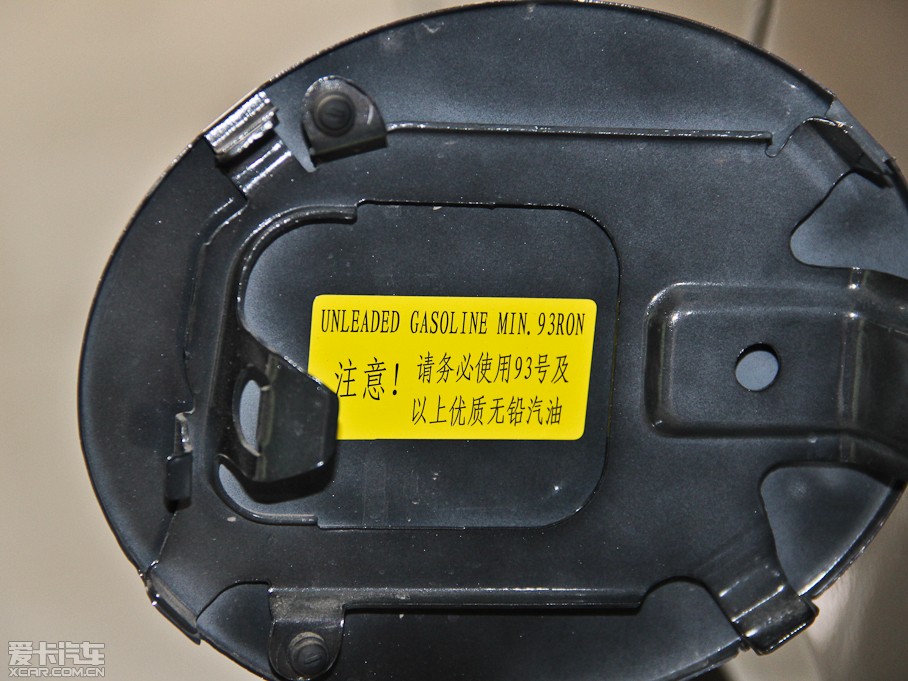 UNLEADED GASOLINE MIN.93RON
注意! 请务必使用93号及
以上优质无铅汽油
爱卡汽车
XCAR.COM.CN